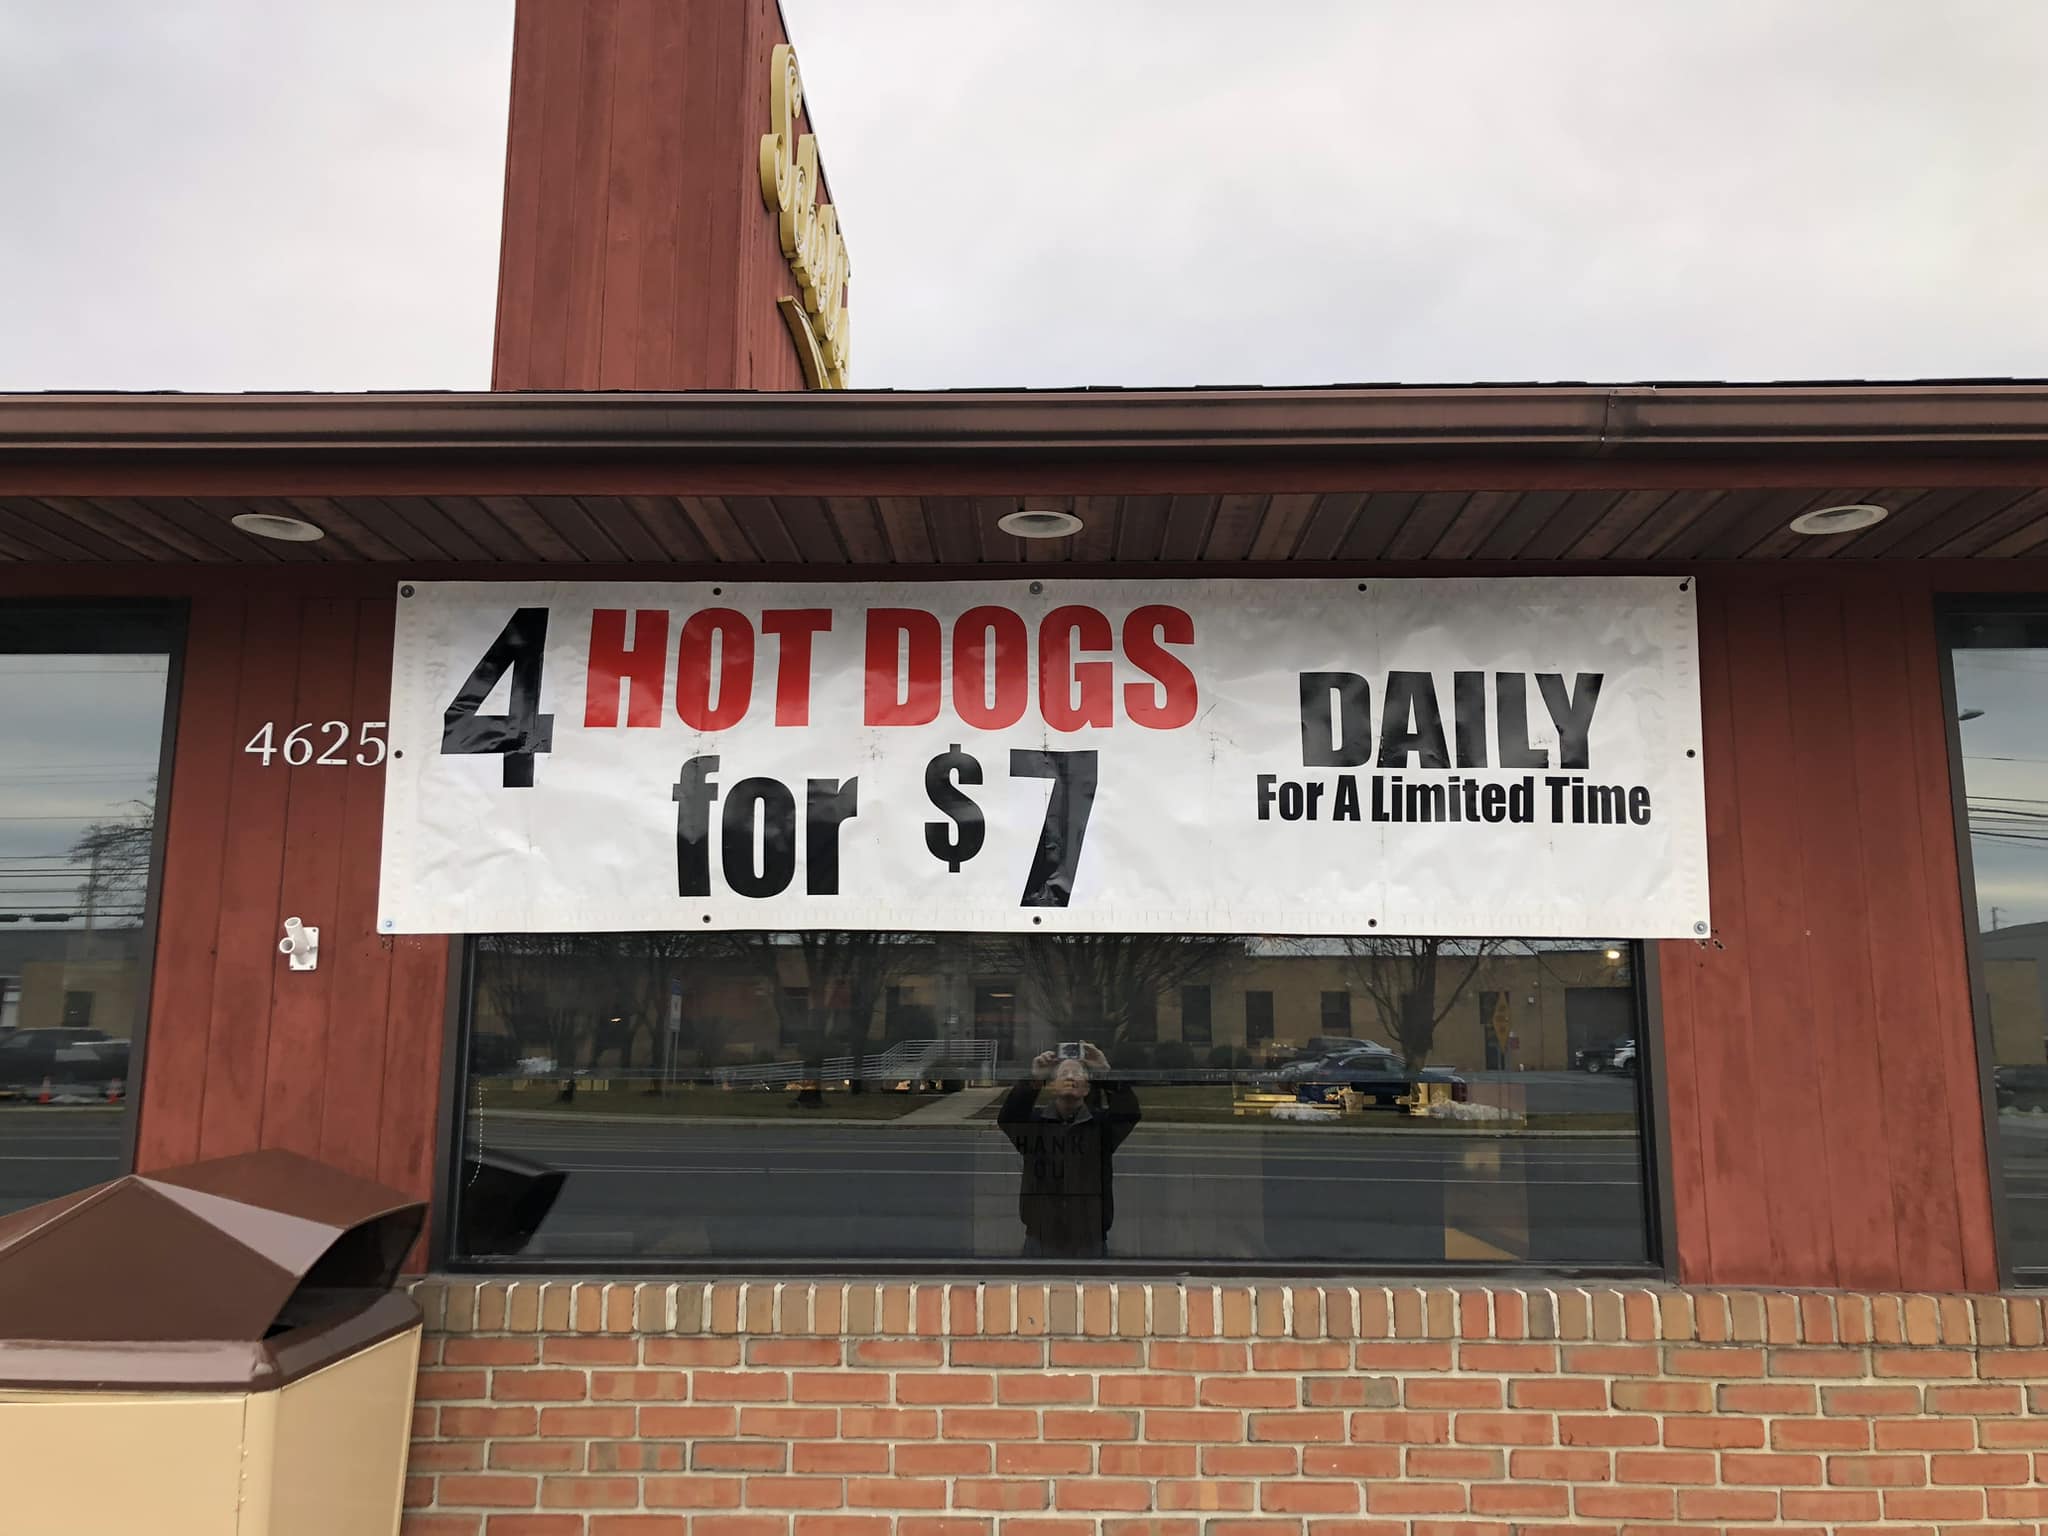 4 HOT DOGS
for $7
DAILY
For A Limited Time
4625